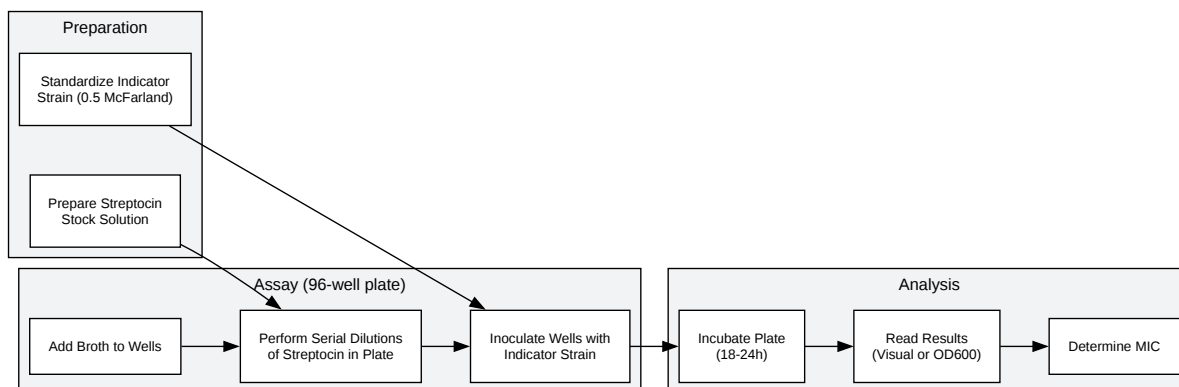 Preparation
Standardize Indicator
Strain (0.5 McFarland)
Prepare Streptocin
Stock Solution
Assay (96-well plate)
Add Broth to Wells
Perform Serial Dilutions
of Streptocin in Plate
Inoculate Wells with
Indicator Strain
Analysis
Incubate Plate
(18-24h)
Read Results
(Visual or OD600)
Determine MIC